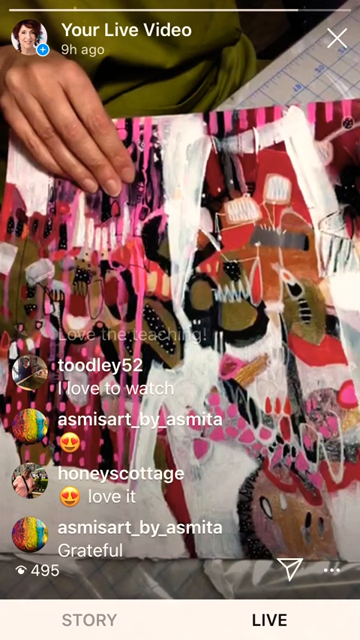 Your Live Video
9h ago
Love the teaching!
toodley52
I love to watch
asmisart_by_asmita
😍
honeyscottage
😍 love it
asmisart_by_asmita
Grateful
495
STORY
LIVE